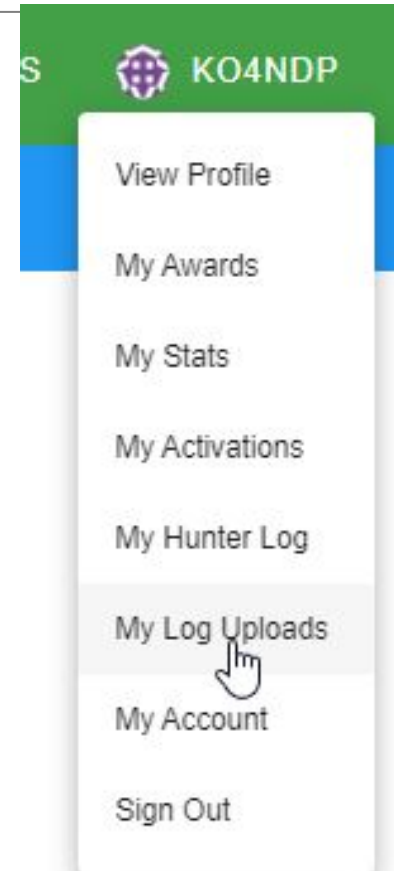 S
KO4NDP
View Profile
My Awards
My Stats
My Activations
My Hunter Log
My Log Uploads
My Account
Sign Out